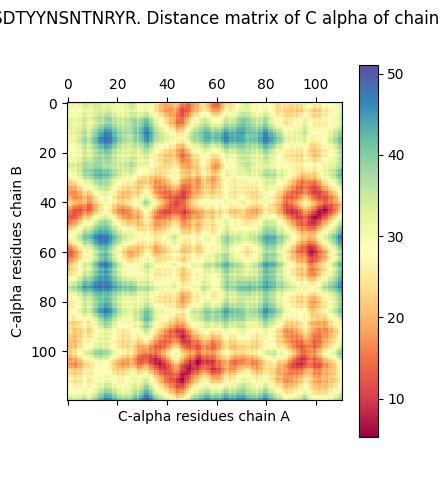 SDTYYNSNTNRYR. Distance matrix of C alpha of chain
0 20 40 60 80 100
0
20
40
60
80
100
C-alpha residues chain B
C-alpha residues chain A
50
40
30
20
10